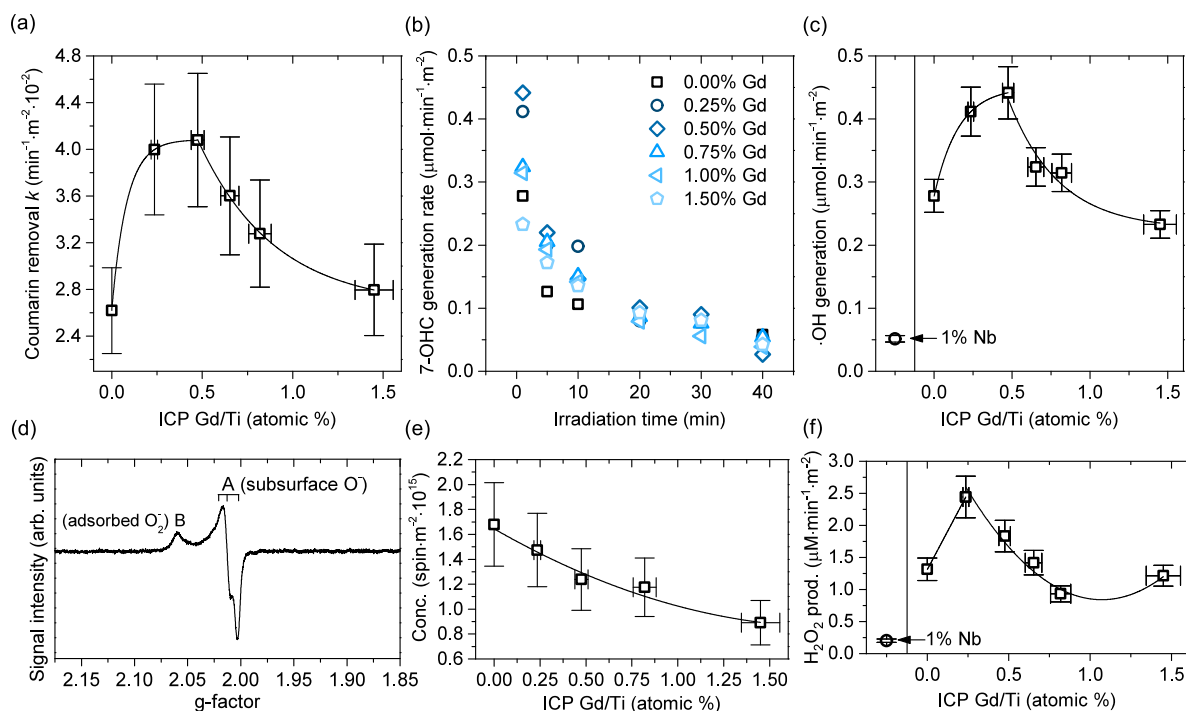 (a)
4.8
4.4
4.0
3.6
3.2
2.8
2.4
Coumarin removal k (min⁻¹·m⁻²·10⁻²)
0.0 0.5 1.0 1.5
ICP Gd/Ti (atomic %)
(b)
0.5
0.4
0.3
0.2
0.1
0.0
7-OHC generation rate (μmol·min⁻¹·m⁻²)
0.00% Gd
0.25% Gd
0.50% Gd
0.75% Gd
1.00% Gd
1.50% Gd
0 10 20 30 40
Irradiation time (min)
(c)
0.5
0.4
0.3
0.2
0.1
0.0
·OH generation (μmol·min⁻¹·m⁻²)
1% Nb
0.0 0.5 1.0 1.5
ICP Gd/Ti (atomic %)
(d)
Signal intensity (arb. units)
A (subsurface O⁻)
(adsorbed O₂⁻) B
2.15 2.10 2.05 2.00 1.95 1.90 1.85
g-factor
(e)
2.2
2.0
1.8
1.6
1.4
1.2
1.0
0.8
0.6
Conc. (spin·m⁻²·10¹⁵)
0.00 0.25 0.50 0.75 1.00 1.25 1.50
ICP Gd/Ti (atomic %)
(f)
3.0
2.5
2.0
1.5
1.0
0.5
0.0
H₂O₂ prod. (μM·min⁻¹·m⁻²)
1% Nb
0.0 0.5 1.0 1.5
ICP Gd/Ti (atomic %)